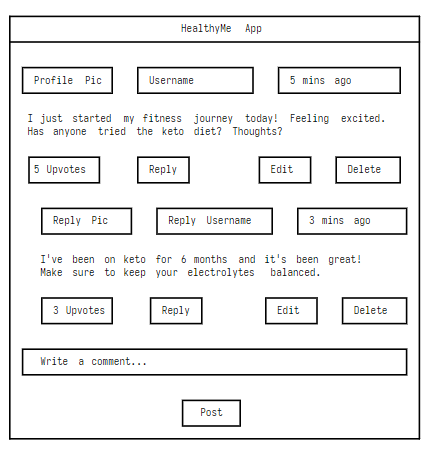 HealthyMe App
Profile Pic Username 5 mins ago
I just started my fitness journey today! Feeling excited.
Has anyone tried the keto diet? Thoughts?
5 Upvotes Reply Edit Delete
Reply Pic Reply Username 3 mins ago
I've been on keto for 6 months and it's been great!
Make sure to keep your electrolytes balanced.
3 Upvotes Reply Edit Delete
Write a comment...
Post